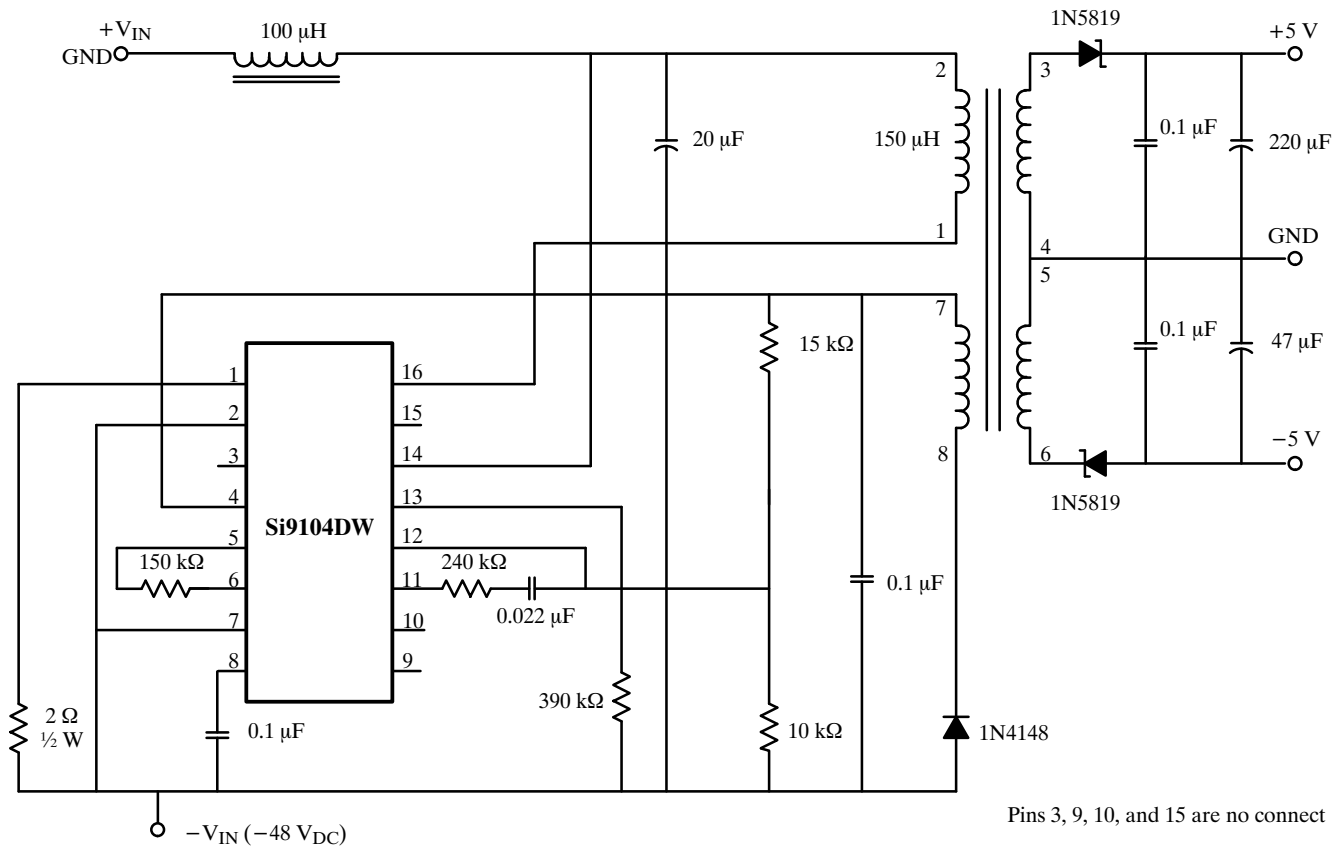 +V_IN
GND
100 μH
1N5819
+5 V
2
3
20 μF
150 μH
0.1 μF
220 μF
1
4
GND
5
7
15 kΩ
0.1 μF
47 μF
1
16
2
15
3
14
8
6
−5 V
4
13
1N5819
Si9104DW
5
12
150 kΩ
240 kΩ
6
11
0.1 μF
0.022 μF
7
10
8
9
390 kΩ
2 Ω
½ W
0.1 μF
10 kΩ
1N4148
Pins 3, 9, 10, and 15 are no connect
−V_IN (−48 V_DC)